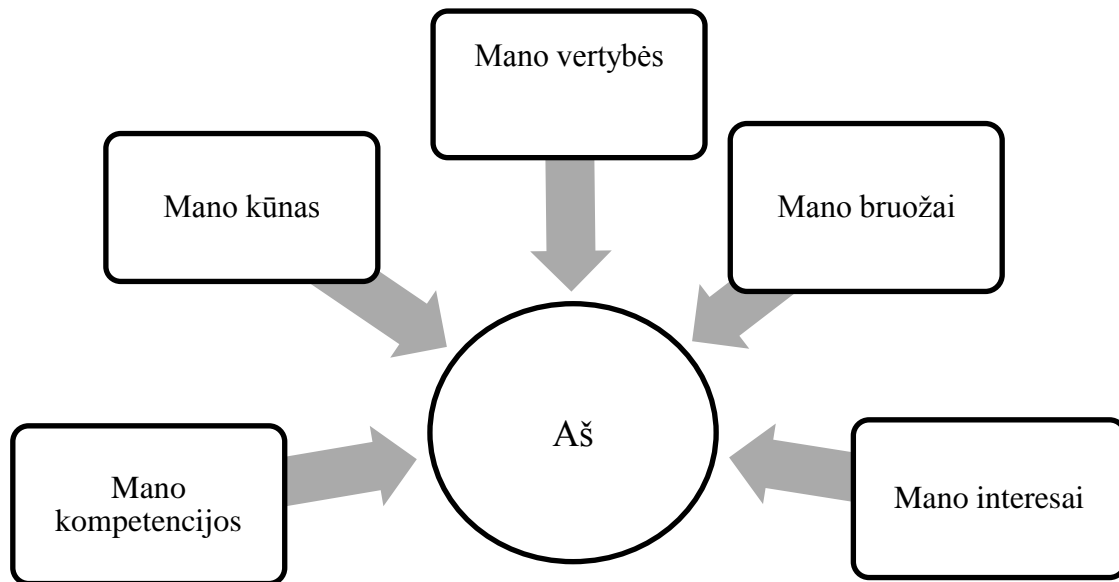 Mano vertybės
Mano kūnas
Mano bruožai
Aš
Mano
kompetencijos
Mano interesai